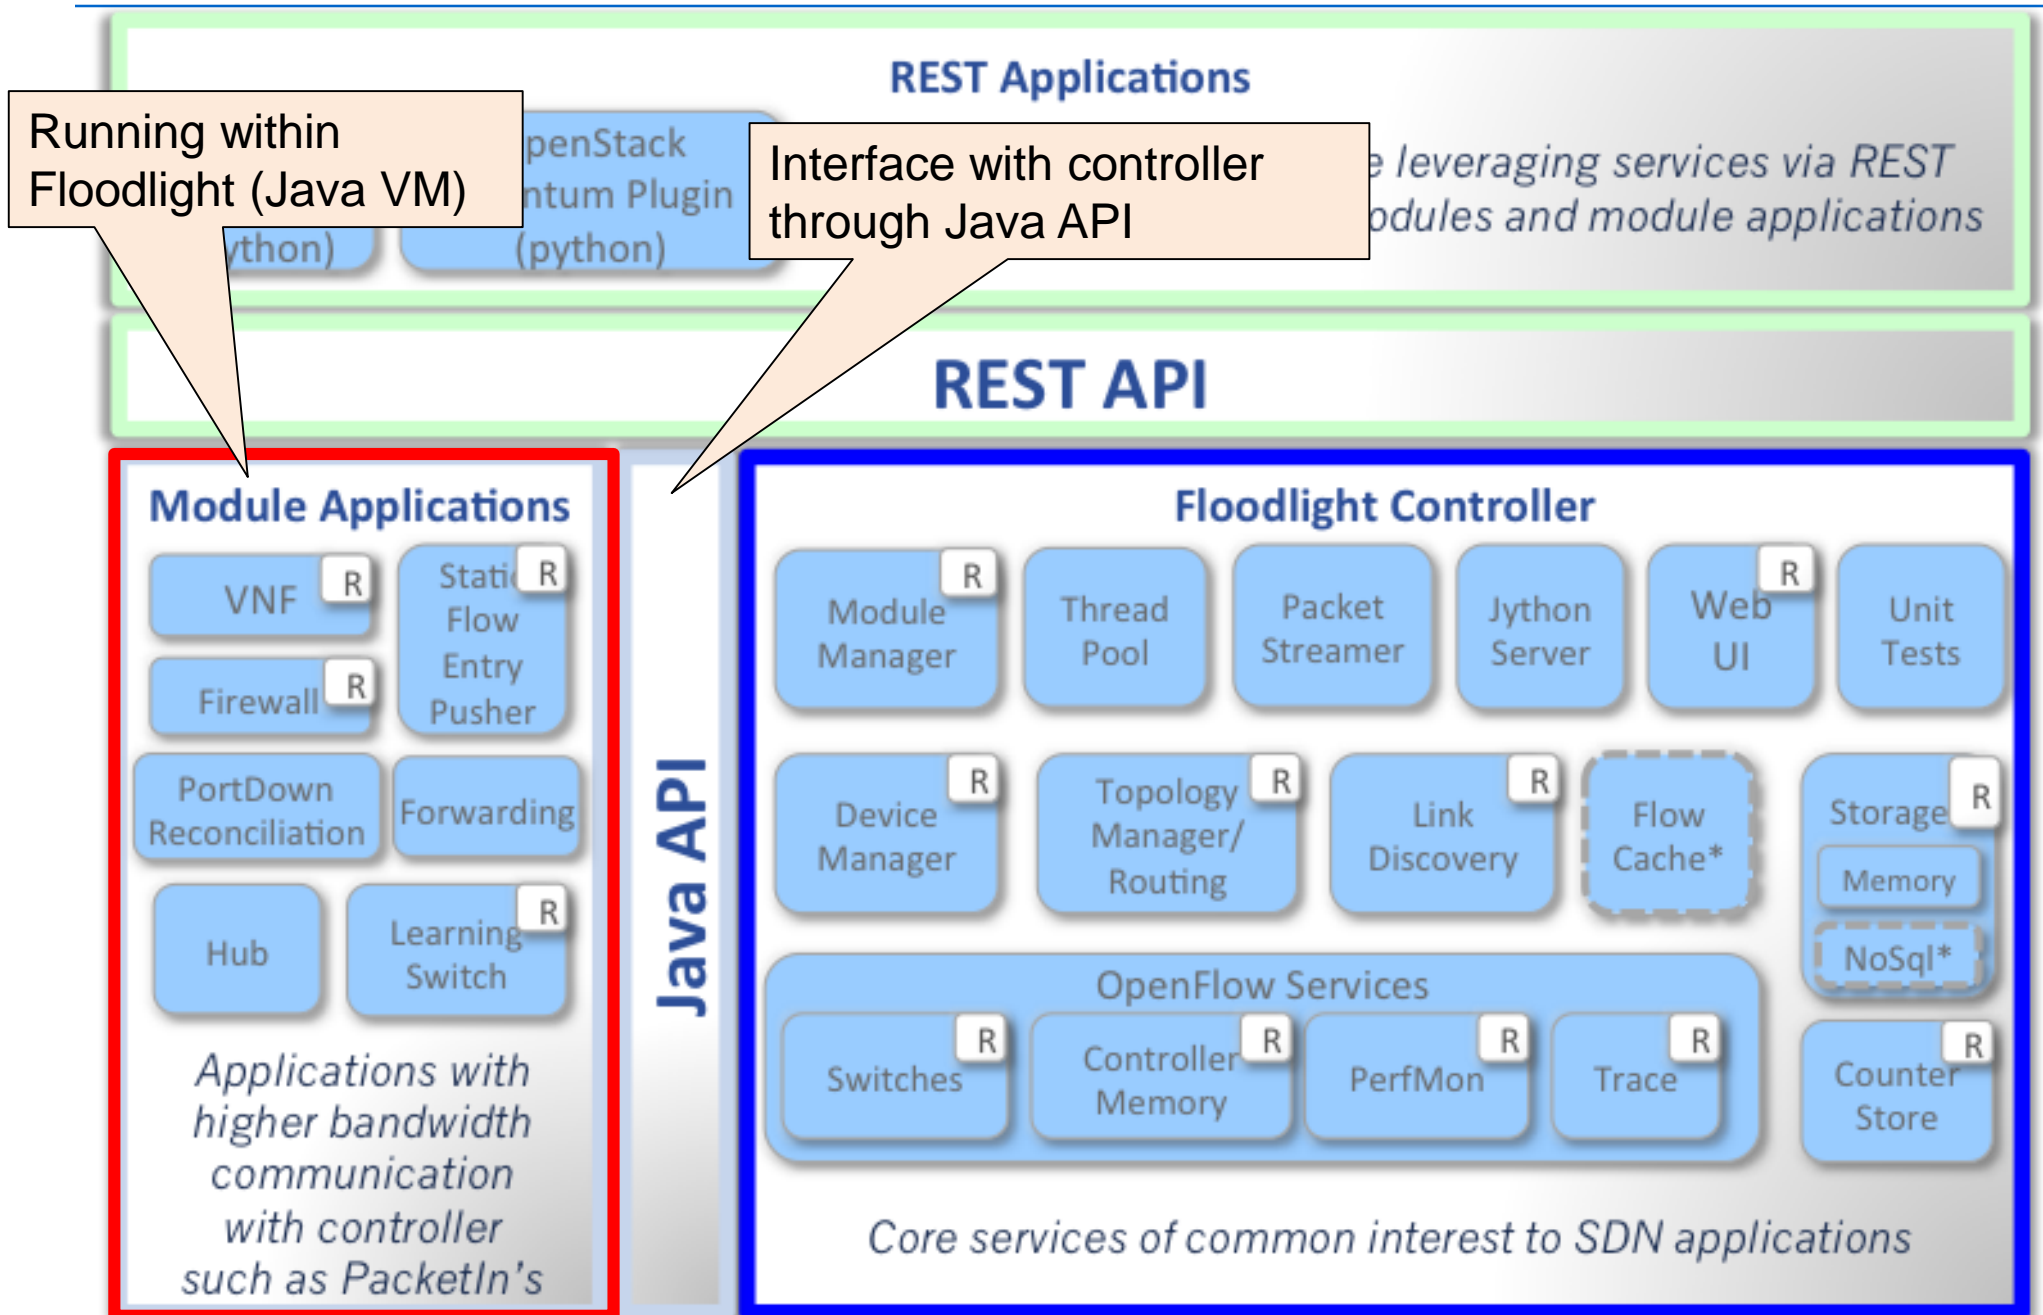 REST Applications
Running within
Floodlight (Java VM)
penStack
ntum Plugin
(python)
ython)
Interface with controller
through Java API
e leveraging services via REST
odules and module applications
REST API
Module Applications
VNF
R
Static
R
Flow
Entry
Pusher
Firewall
R
PortDown
Reconciliation
Forwarding
Hub
Learning
R
Switch
Applications with
higher bandwidth
communication
with controller
such as PacketIn's
Java API
Floodlight Controller
Module
R
Manager
Thread
Pool
Packet
Streamer
Jython
Server
Web
R
UI
Unit
Tests
Device
R
Manager
Topology
R
Manager/
Routing
Link
R
Discovery
Flow
Cache*
Storage
R
Memory
NoSql*
OpenFlow Services
Switches
R
Controller
R
Memory
PerfMon
R
Trace
R
Counter
R
Store
Core services of common interest to SDN applications